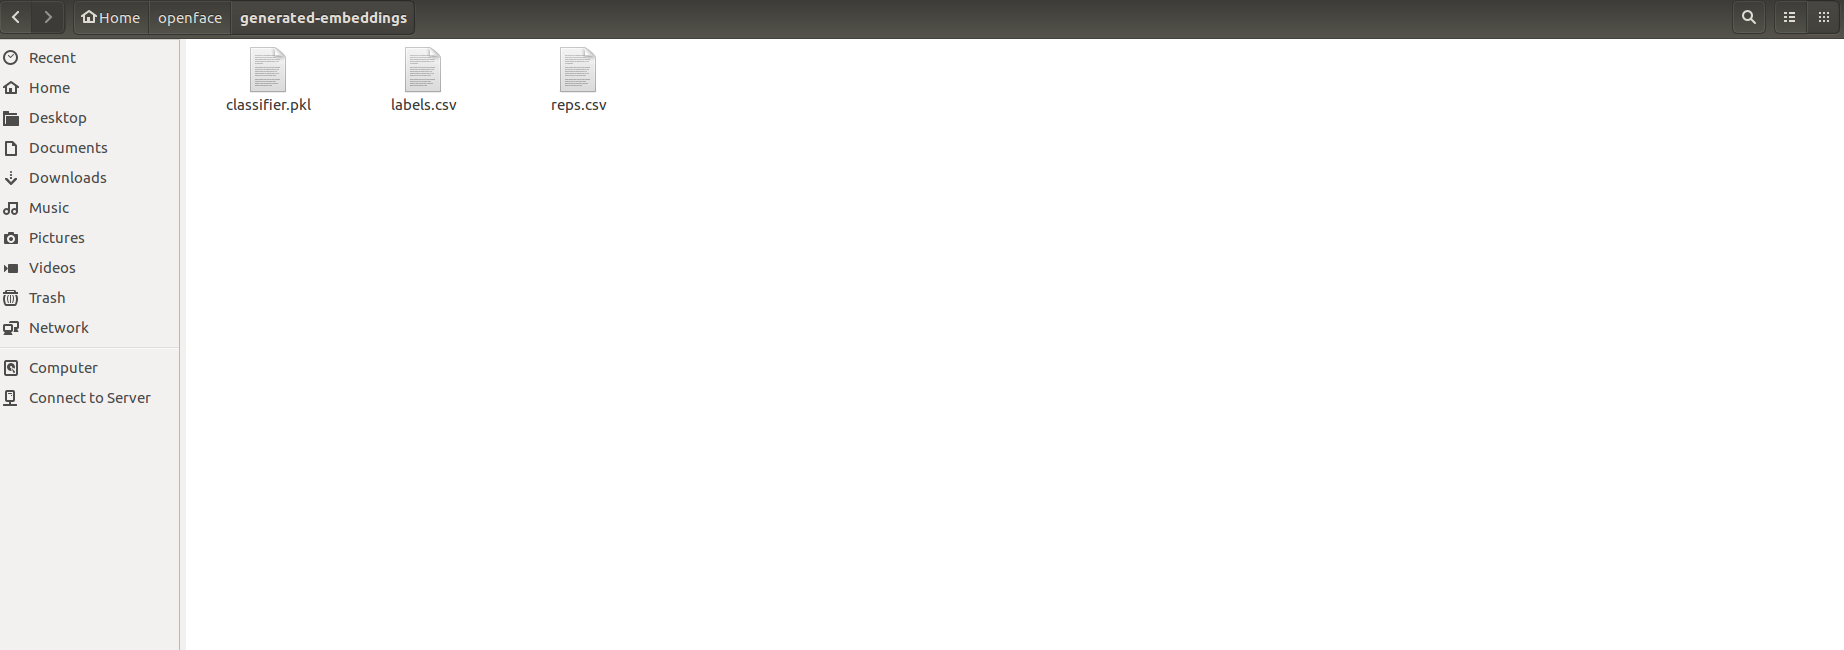 Home openface generated-embeddings
Recent
Home
Desktop
Documents
Downloads
Music
Pictures
Videos
Trash
Network
Computer
Connect to Server
classifier.pkl labels.csv reps.csv